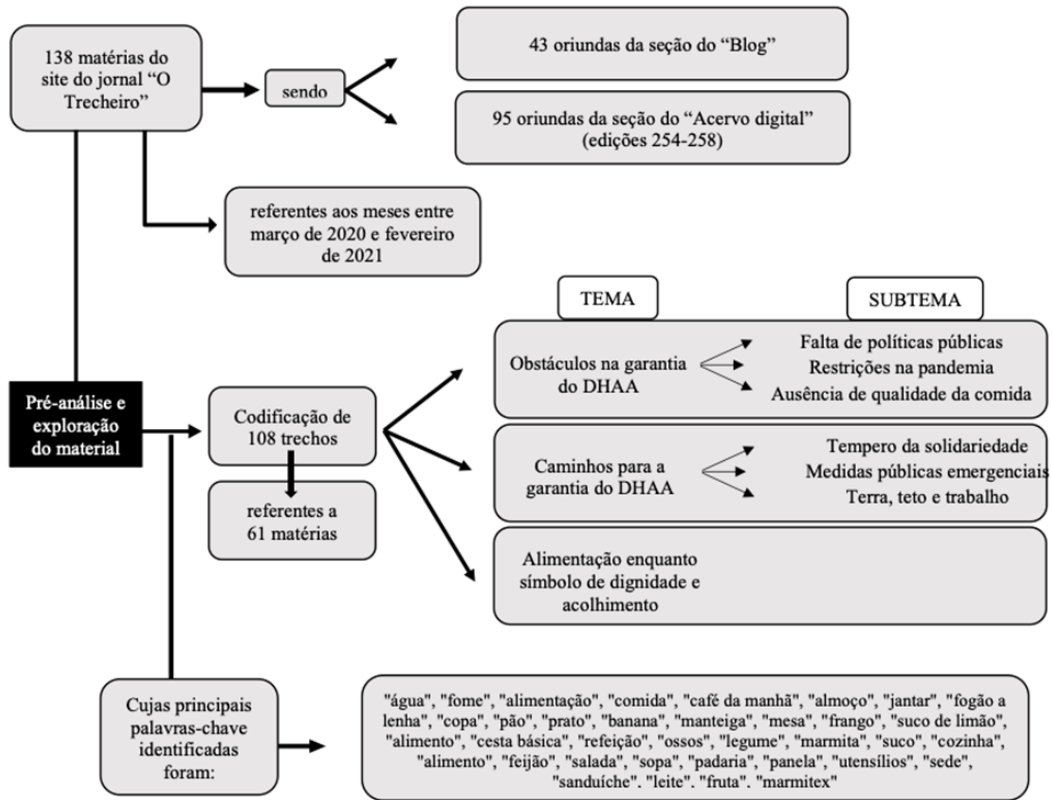 138 matérias do
site do jornal “O
Trecheiro”
sendo
43 oriundas da seção do “Blog”
95 oriundas da seção do “Acervo digital”
(edições 254-258)
referentes aos meses entre
março de 2020 e fevereiro
de 2021
TEMA
SUBTEMA
Pré-análise e
exploração
do material
Codificação de
108 trechos
referentes a
61 matérias
Obstáculos na garantia
do DHAA
Falta de políticas públicas
Restrições na pandemia
Ausência de qualidade da comida
Caminhos para a
garantia do DHAA
Tempero da solidariedade
Medidas públicas emergenciais
Terra, teto e trabalho
Alimentação enquanto
símbolo de dignidade e
acolhimento
Cujas principais
palavras-chave
identificadas
foram:
"água", "fome", "alimentação", "comida", "café da manhã", "almoço", "jantar", "fogão a
lenha", "copa", "pão", "prato", "banana", "manteiga", "mesa", "frango", "suco de limão",
"alimento", "cesta básica", "refeição", "ossos", "legume", "marmita", "suco", "cozinha",
"alimento", "feijão", "salada", "sopa", "padaria", "panela", "utensílios", "sede",
"sanduíche". "leite". "fruta". "marmitex"